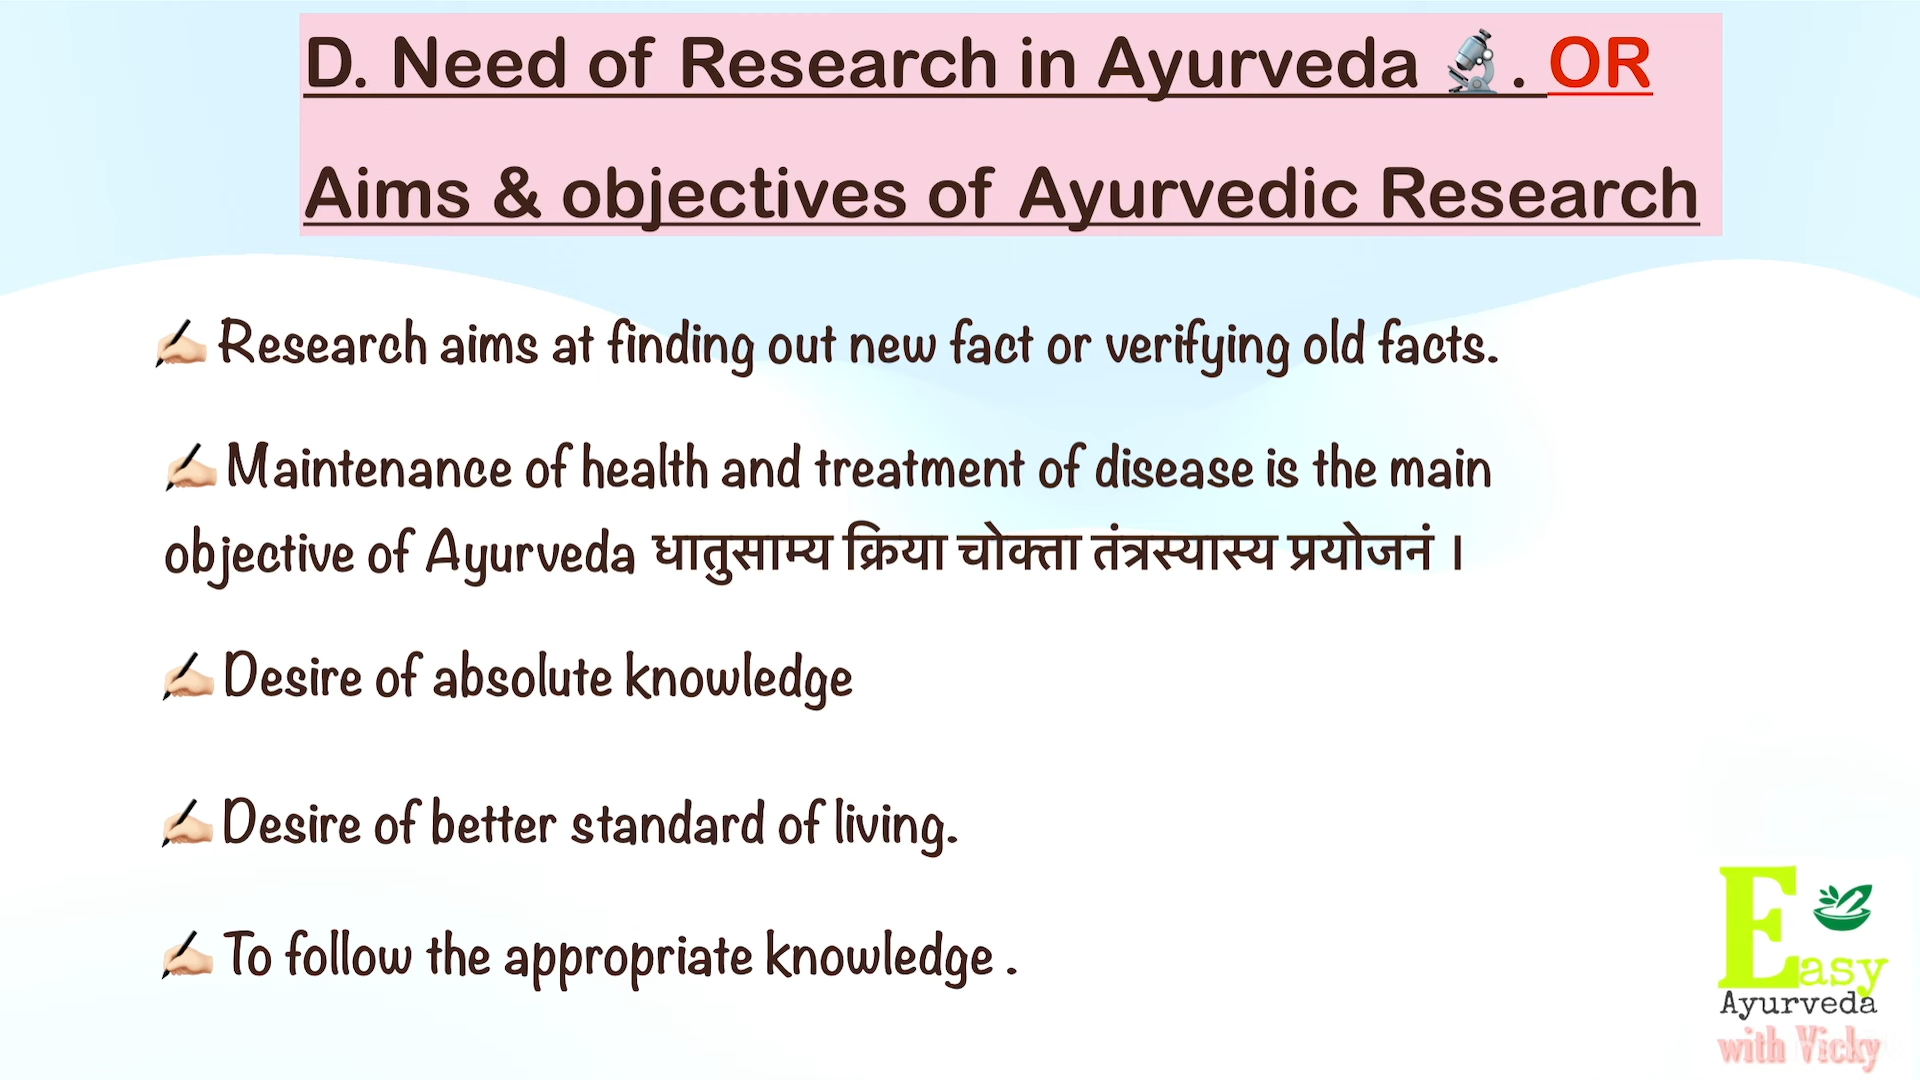 D. Need of Research in Ayurveda 🔬. OR
Aims & objectives of Ayurvedic Research
✍🏻 Research aims at finding out new fact or verifying old facts.
✍🏻 Maintenance of health and treatment of disease is the main
objective of Ayurveda धातुसाम्य क्रिया चोक्ता तंत्रस्यास्य प्रयोजनं ।
✍🏻 Desire of absolute knowledge
✍🏻 Desire of better standard of living.
✍🏻 To follow the appropriate knowledge .
Easy
Ayurveda
with Vicky